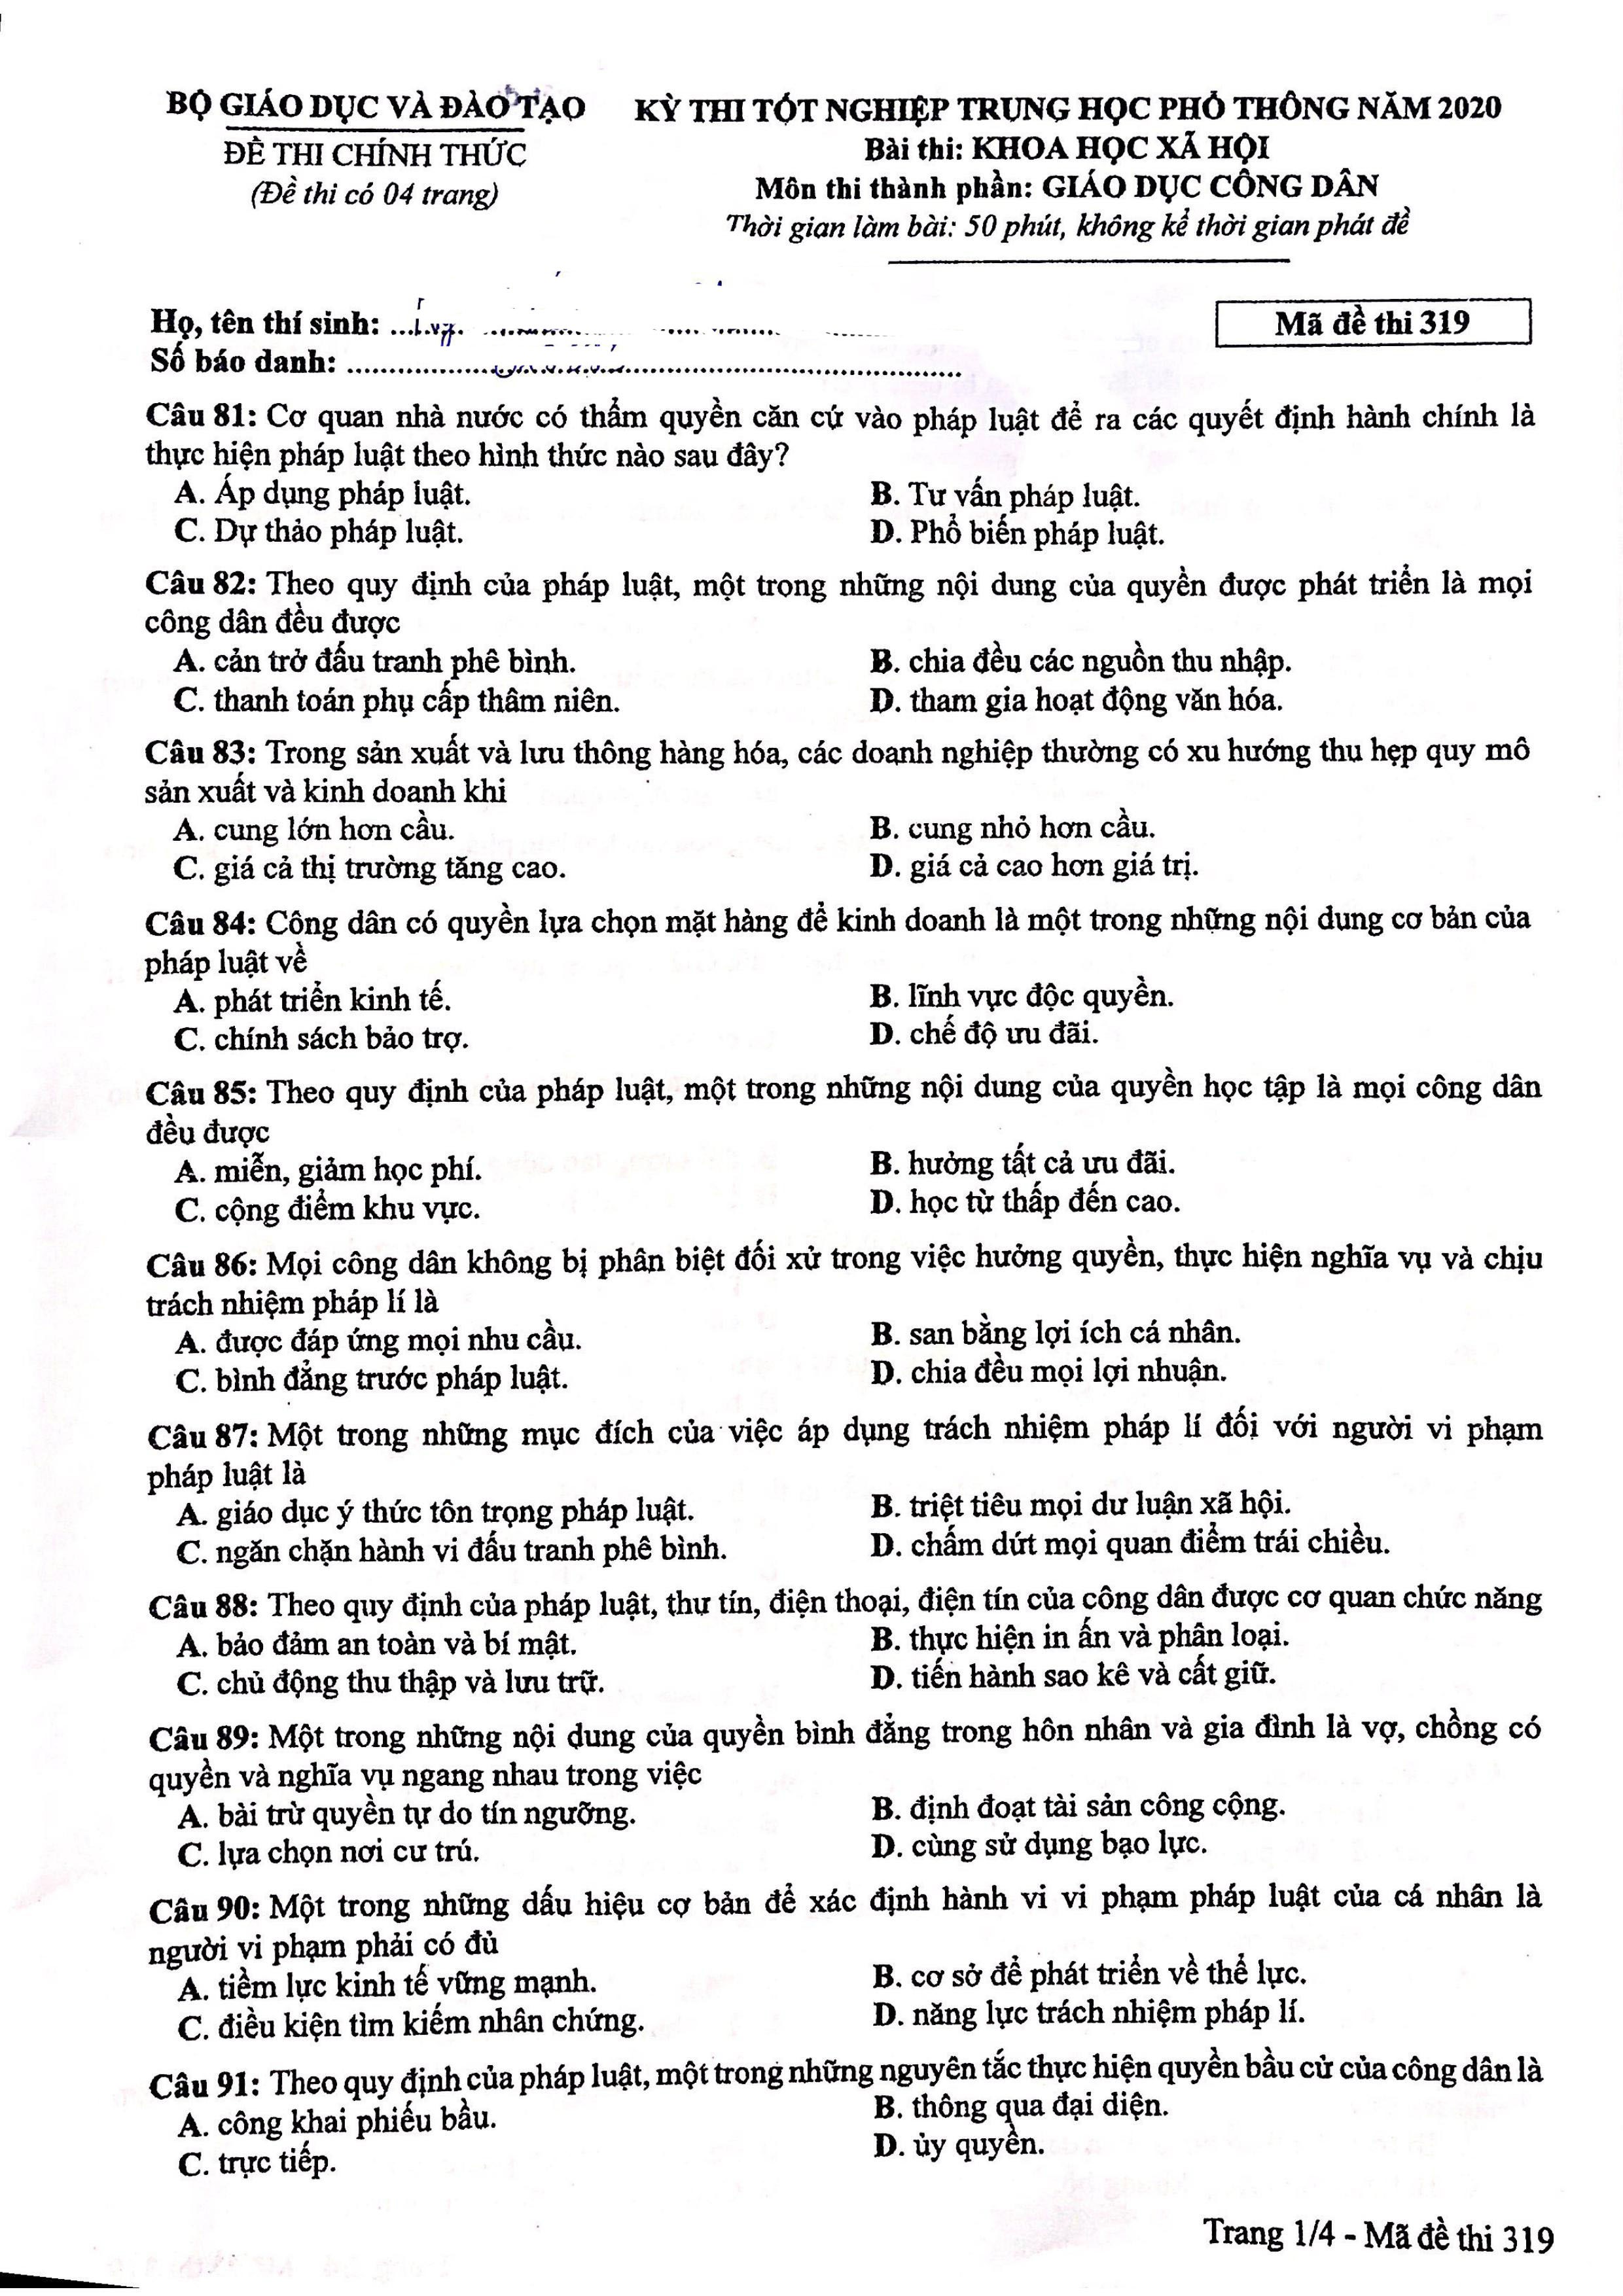 BỘ GIÁO DỤC VÀ ĐÀO TẠO
ĐỀ THI CHÍNH THỨC
(Đề thi có 04 trang)
KỲ THI TỐT NGHIỆP TRUNG HỌC PHỔ THÔNG NĂM 2020
Bài thi: KHOA HỌC XÃ HỘI
Môn thi thành phần: GIÁO DỤC CÔNG DÂN
Thời gian làm bài: 50 phút, không kể thời gian phát đề
Họ, tên thí sinh:
Mã đề thi 319
Số báo danh:
Câu 81: Cơ quan nhà nước có thẩm quyền căn cứ vào pháp luật để ra các quyết định hành chính là
thực hiện pháp luật theo hình thức nào sau đây?
A. Áp dụng pháp luật. B. Tư vấn pháp luật.
C. Dự thảo pháp luật. D. Phổ biến pháp luật.
Câu 82: Theo quy định của pháp luật, một trong những nội dung của quyền được phát triển là mọi
công dân đều được
A. cản trở đấu tranh phê bình. B. chia đều các nguồn thu nhập.
C. thanh toán phụ cấp thâm niên. D. tham gia hoạt động văn hóa.
Câu 83: Trong sản xuất và lưu thông hàng hóa, các doanh nghiệp thường có xu hướng thu hẹp quy mô
sản xuất và kinh doanh khi
A. cung lớn hơn cầu. B. cung nhỏ hơn cầu.
C. giá cả thị trường tăng cao. D. giá cả cao hơn giá trị.
Câu 84: Công dân có quyền lựa chọn mặt hàng để kinh doanh là một trong những nội dung cơ bản của
pháp luật về
A. phát triển kinh tế. B. lĩnh vực độc quyền.
C. chính sách bảo trợ. D. chế độ ưu đãi.
Câu 85: Theo quy định của pháp luật, một trong những nội dung của quyền học tập là mọi công dân
đều được
A. miễn, giảm học phí. B. hưởng tất cả ưu đãi.
C. cộng điểm khu vực. D. học từ thấp đến cao.
Câu 86: Mọi công dân không bị phân biệt đối xử trong việc hưởng quyền, thực hiện nghĩa vụ và chịu
trách nhiệm pháp lí là
A. được đáp ứng mọi nhu cầu. B. san bằng lợi ích cá nhân.
C. bình đẳng trước pháp luật. D. chia đều mọi lợi nhuận.
Câu 87: Một trong những mục đích của việc áp dụng trách nhiệm pháp lí đối với người vi phạm
pháp luật là
A. giáo dục ý thức tôn trọng pháp luật. B. triệt tiêu mọi dư luận xã hội.
C. ngăn chặn hành vi đấu tranh phê bình. D. chấm dứt mọi quan điểm trái chiều.
Câu 88: Theo quy định của pháp luật, thư tín, điện thoại, điện tín của công dân được cơ quan chức năng
A. bảo đảm an toàn và bí mật. B. thực hiện in ấn và phân loại.
C. chủ động thu thập và lưu trữ. D. tiến hành sao kê và cất giữ.
Câu 89: Một trong những nội dung của quyền bình đẳng trong hôn nhân và gia đình là vợ, chồng có
quyền và nghĩa vụ ngang nhau trong việc
A. bài trừ quyền tự do tín ngưỡng. B. định đoạt tài sản công cộng.
C. lựa chọn nơi cư trú. D. cùng sử dụng bạo lực.
Câu 90: Một trong những dấu hiệu cơ bản để xác định hành vi vi phạm pháp luật của cá nhân là
người vi phạm phải có đủ
A. tiềm lực kinh tế vững mạnh. B. cơ sở để phát triển về thể lực.
C. điều kiện tìm kiếm nhân chứng. D. năng lực trách nhiệm pháp lí.
Câu 91: Theo quy định của pháp luật, một trong những nguyên tắc thực hiện quyền bầu cử của công dân là
A. công khai phiếu bầu. B. thông qua đại diện.
C. trực tiếp. D. ủy quyền.
Trang 1/4 - Mã đề thi 319